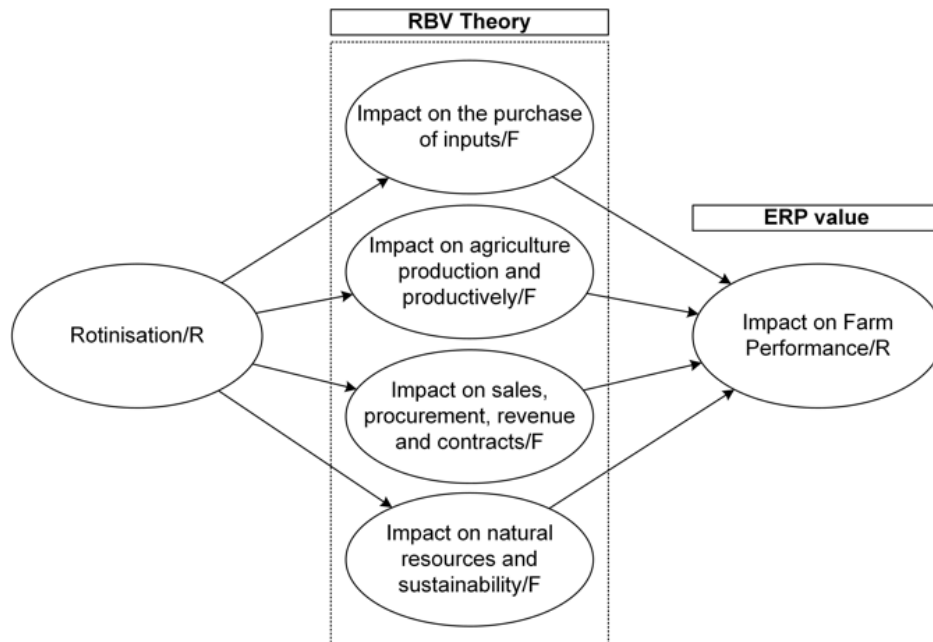 RBV Theory
Impact on the purchase
of inputs/F
ERP value
Impact on agriculture
production and
productively/F
Rotinisation/R
Impact on Farm
Performance/R
Impact on sales,
procurement, revenue
and contracts/F
Impact on natural
resources and
sustainability/F